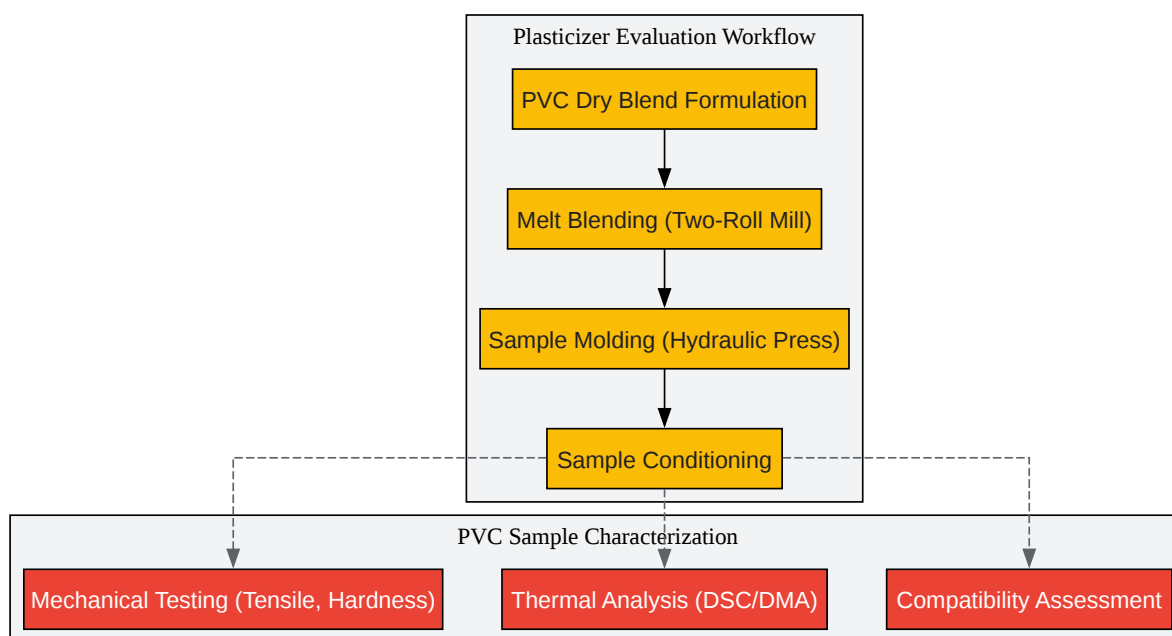 Plasticizer Evaluation Workflow
PVC Dry Blend Formulation
Melt Blending (Two-Roll Mill)
Sample Molding (Hydraulic Press)
Sample Conditioning
PVC Sample Characterization
Mechanical Testing (Tensile, Hardness)
Thermal Analysis (DSC/DMA)
Compatibility Assessment